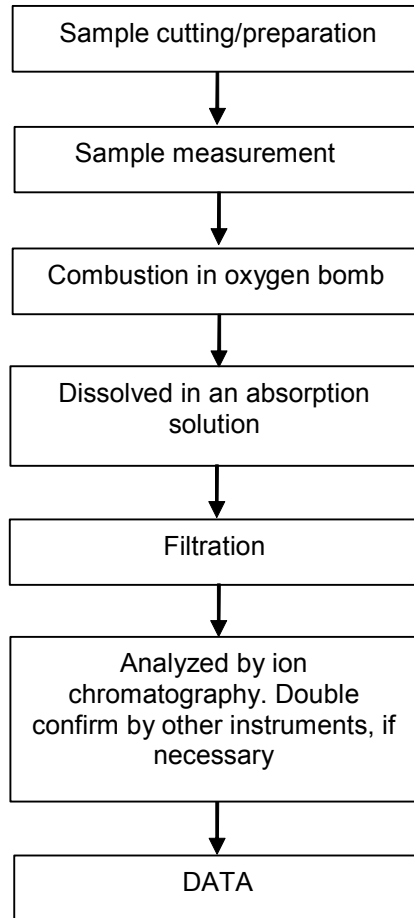 Sample cutting/preparation
Sample measurement
Combustion in oxygen bomb
Dissolved in an absorption
solution
Filtration
Analyzed by ion
chromatography. Double
confirm by other instruments, if
necessary
DATA